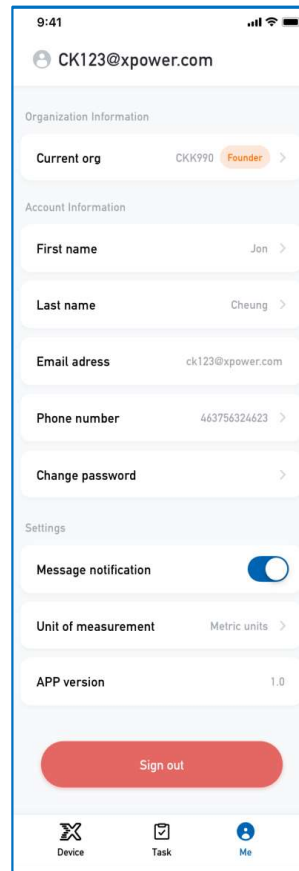 9:41
CK123@xpower.com
Organization Information
Current org CKK990 Founder
Account Information
First name Jon
Last name Cheung
Email adress ck123@xpower.com
Phone number 463756324623
Change password
Settings
Message notification
Unit of measurement Metric units
APP version 1.0
Sign out
Device Task Me